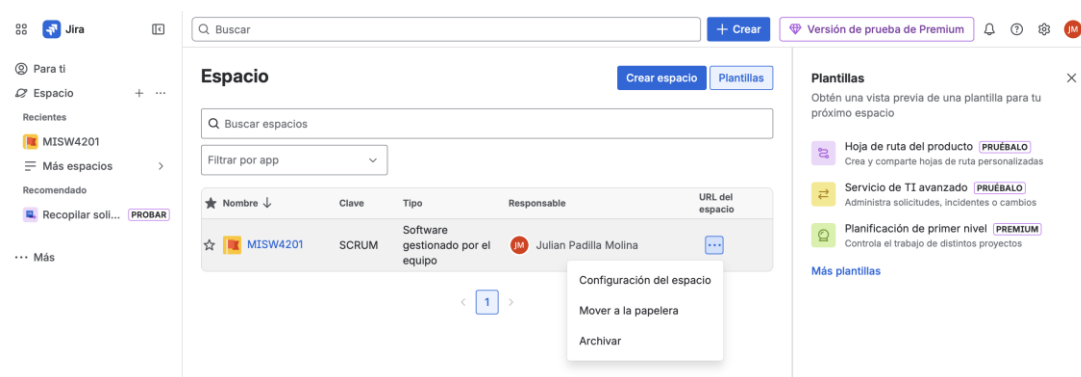 Jira
Buscar
+ Crear
Versión de prueba de Premium
JM
Para ti
Espacio
Recientes
MISW4201
Más espacios
Recomendado
Recopilar soli... PROBAR
Más
Espacio
Crear espacio
Plantillas
Buscar espacios
Filtrar por app
Nombre ↓
Clave
Tipo
Responsable
URL del
espacio
MISW4201
SCRUM
Software
gestionado por el
equipo
JM Julian Padilla Molina
1
Configuración del espacio
Mover a la papelera
Archivar
Plantillas
Obtén una vista previa de una plantilla para tu
próximo espacio
Hoja de ruta del producto PRUÉBALO
Crea y comparte hojas de ruta personalizadas
Servicio de TI avanzado PRUÉBALO
Administra solicitudes, incidentes o cambios
Planificación de primer nivel PREMIUM
Controla el trabajo de distintos proyectos
Más plantillas